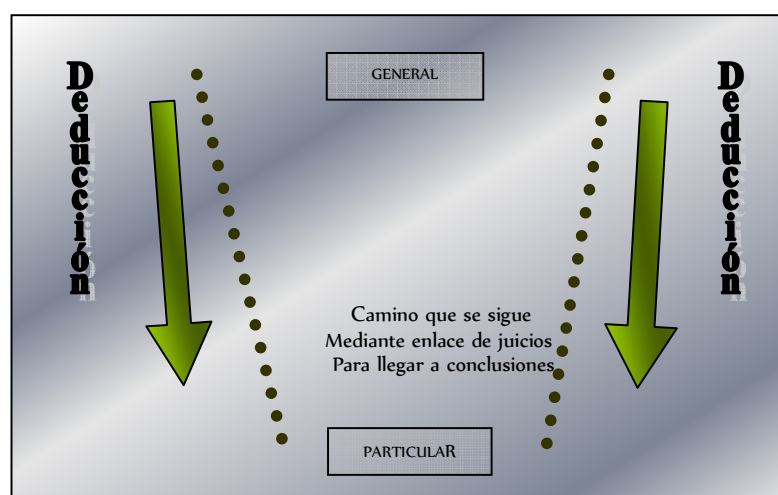 Deducción
GENERAL
Deducción
Camino que se sigue
Mediante enlace de juicios
Para llegar a conclusiones
PARTICULAR